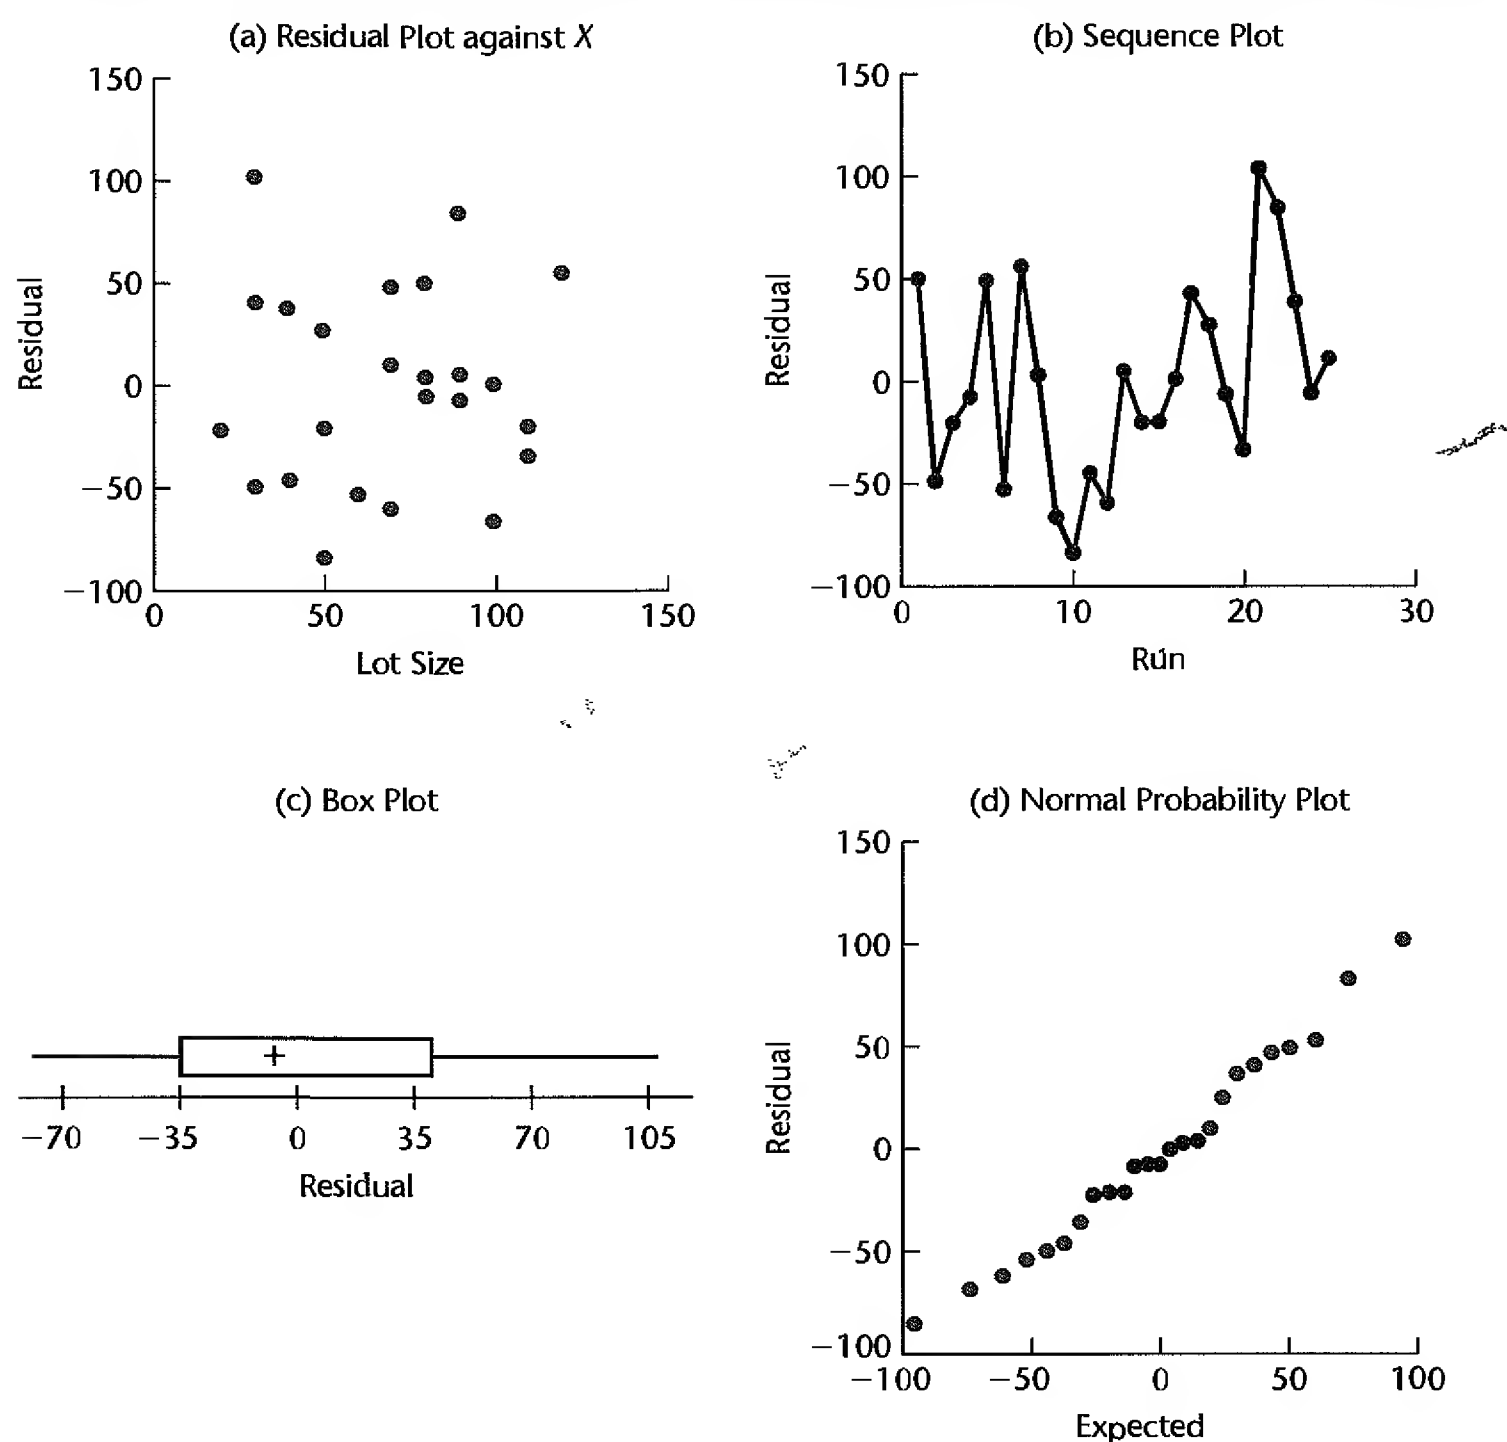 (a) Residual Plot against X
150
100
50
0
−50
−100
0 50 100 150
Residual
Lot Size
(b) Sequence Plot
150
100
50
0
−50
−100
0 10 20 30
Residual
Run
(c) Box Plot
−70 −35 0 35 70 105
Residual
(d) Normal Probability Plot
150
100
50
0
−50
−100
−100 −50 0 50 100
Residual
Expected